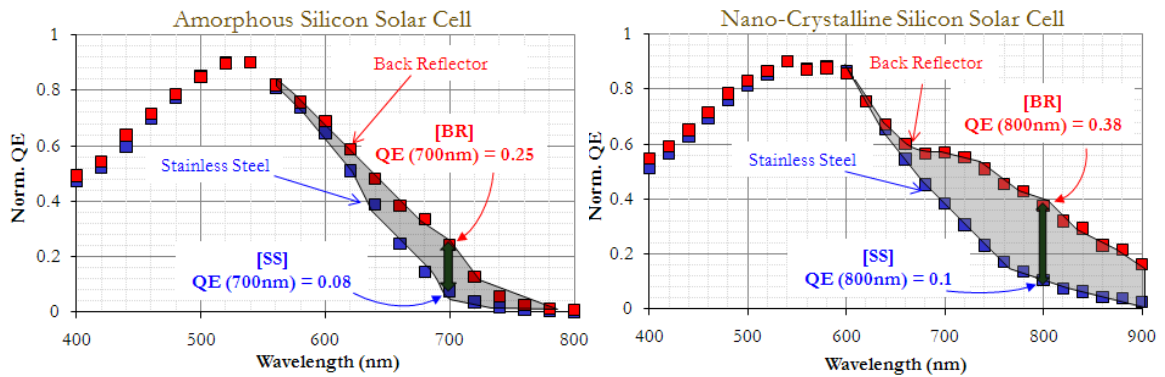 Amorphous Silicon Solar Cell
1
0.8
0.6
0.4
0.2
0
Norm. QE
Back Reflector
[BR]
QE (700nm) = 0.25
Stainless Steel
[SS]
QE (700nm) = 0.08
400
500
600
700
800
Wavelength (nm)
Nano-Crystalline Silicon Solar Cell
1
0.8
0.6
0.4
0.2
0
Norm. QE
Back Reflector
[BR]
QE (800nm) = 0.38
Stainless Steel
[SS]
QE (800nm) = 0.1
400
500
600
700
800
900
Wavelength (nm)